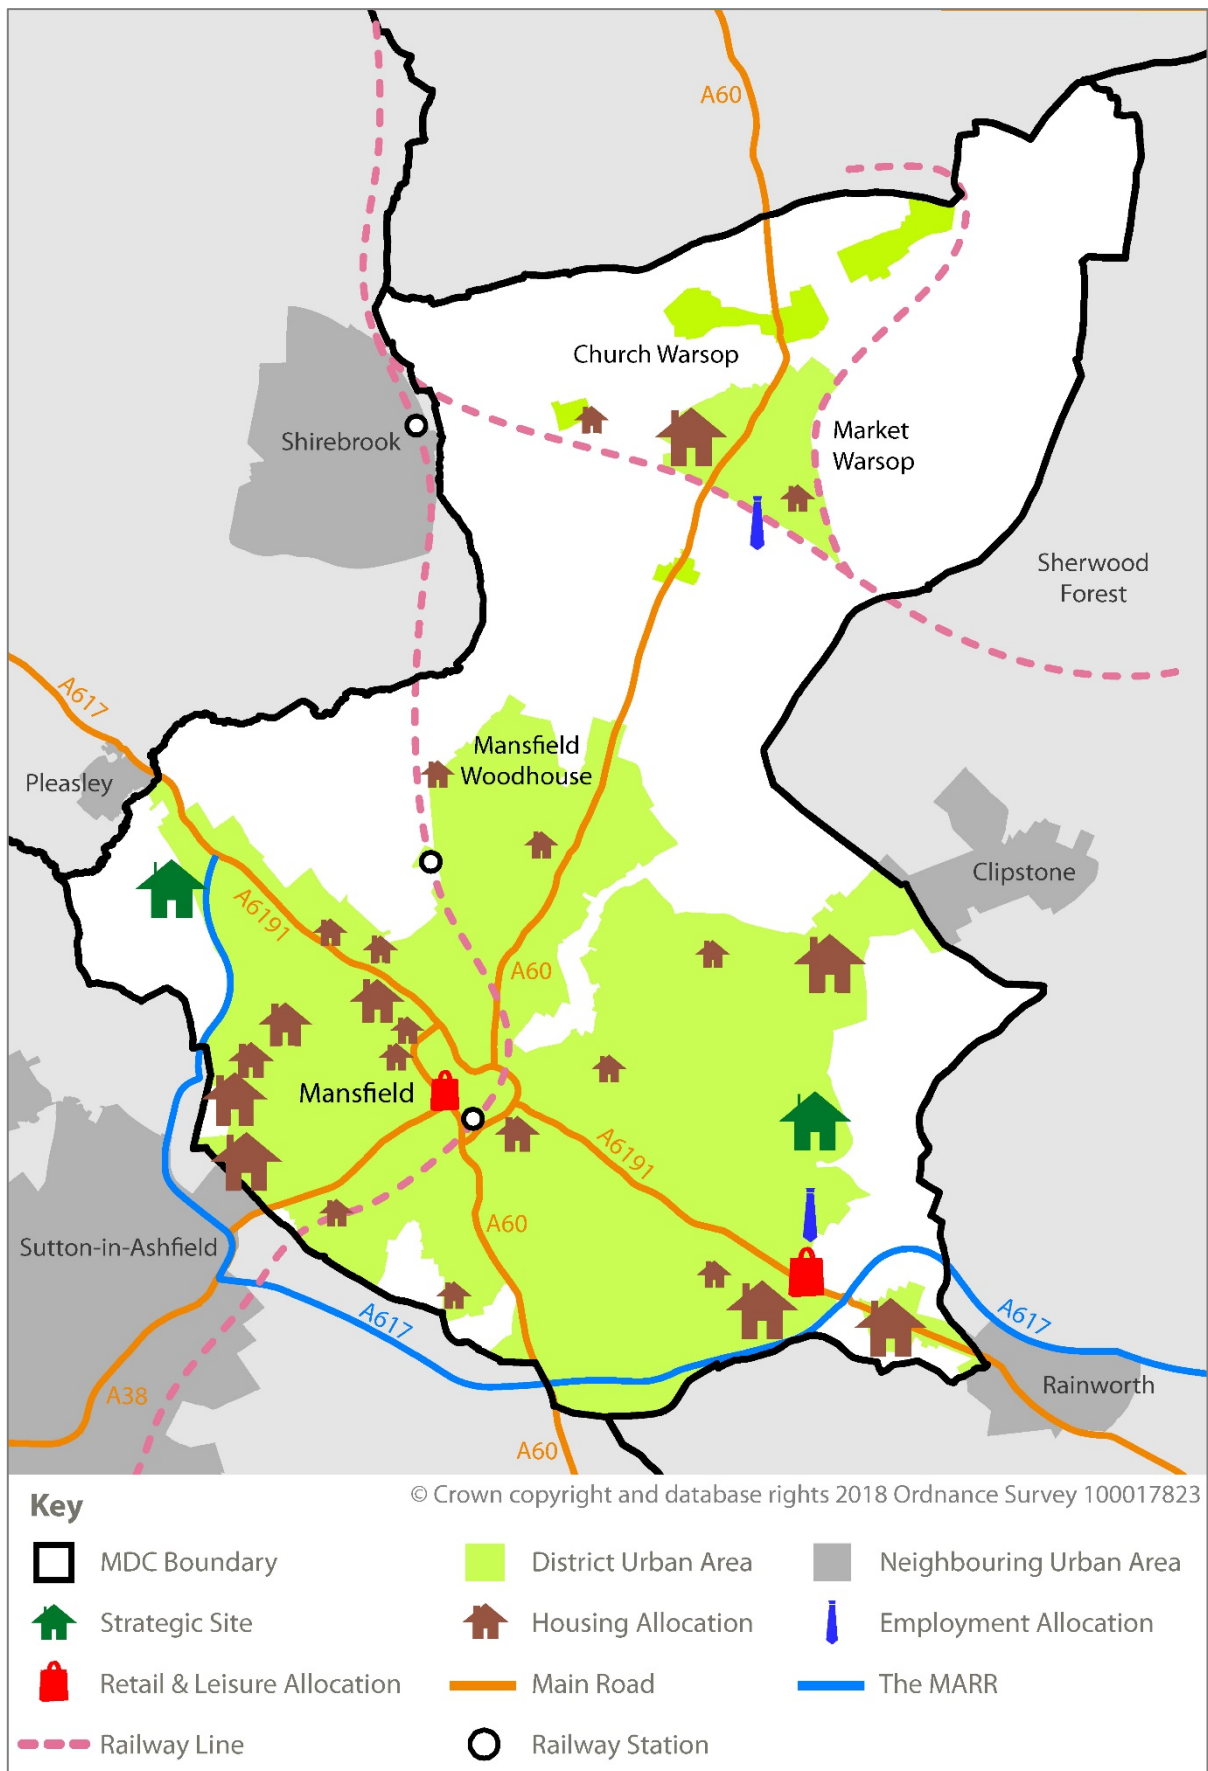 A60
Church Warsop
Shirebrook
Market
Warsop
Sherwood
Forest
A617
Mansfield
Woodhouse
Pleasley
Clipstone
A6191
A60
Mansfield
A6191
A60
Sutton-in-Ashfield
A617
A617
A38
Rainworth
A60
© Crown copyright and database rights 2018 Ordnance Survey 100017823
Key
MDC Boundary
District Urban Area
Neighbouring Urban Area
Strategic Site
Housing Allocation
Employment Allocation
Retail & Leisure Allocation
Main Road
The MARR
Railway Line
Railway Station